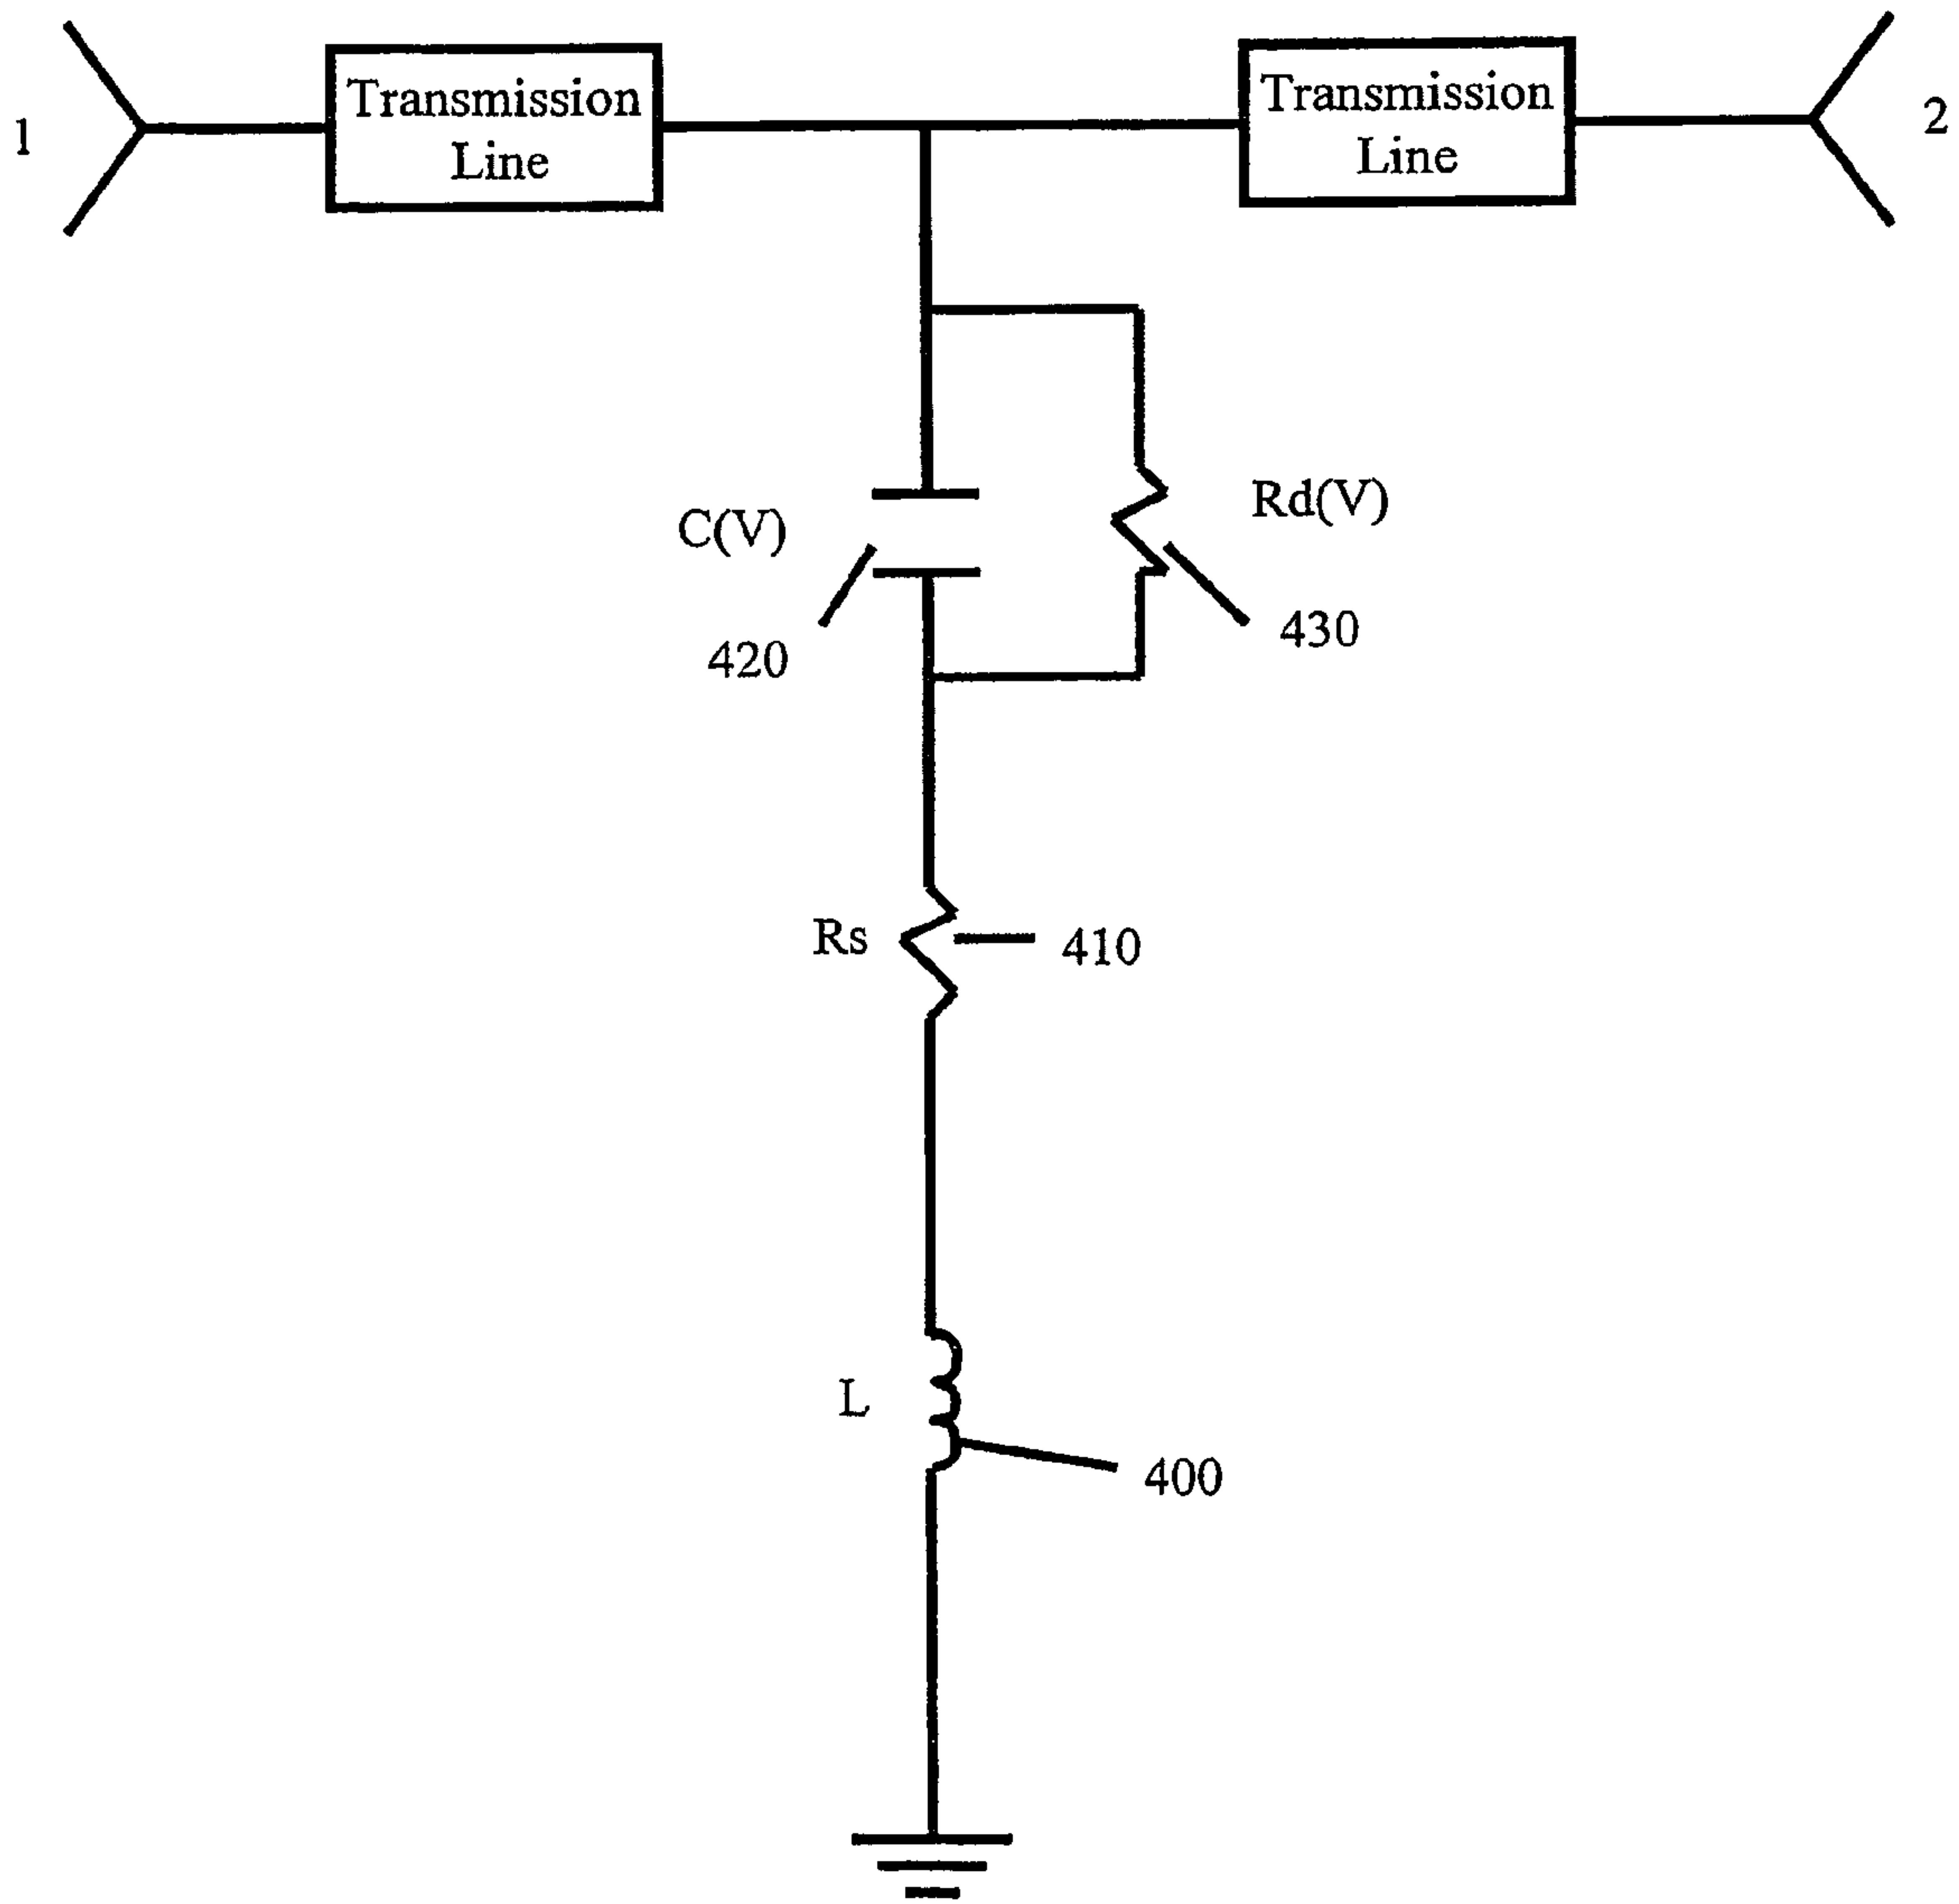 1
Transmission
Line
Transmission
Line
2
C(V)
Rd(V)
420
430
Rs
410
L
400